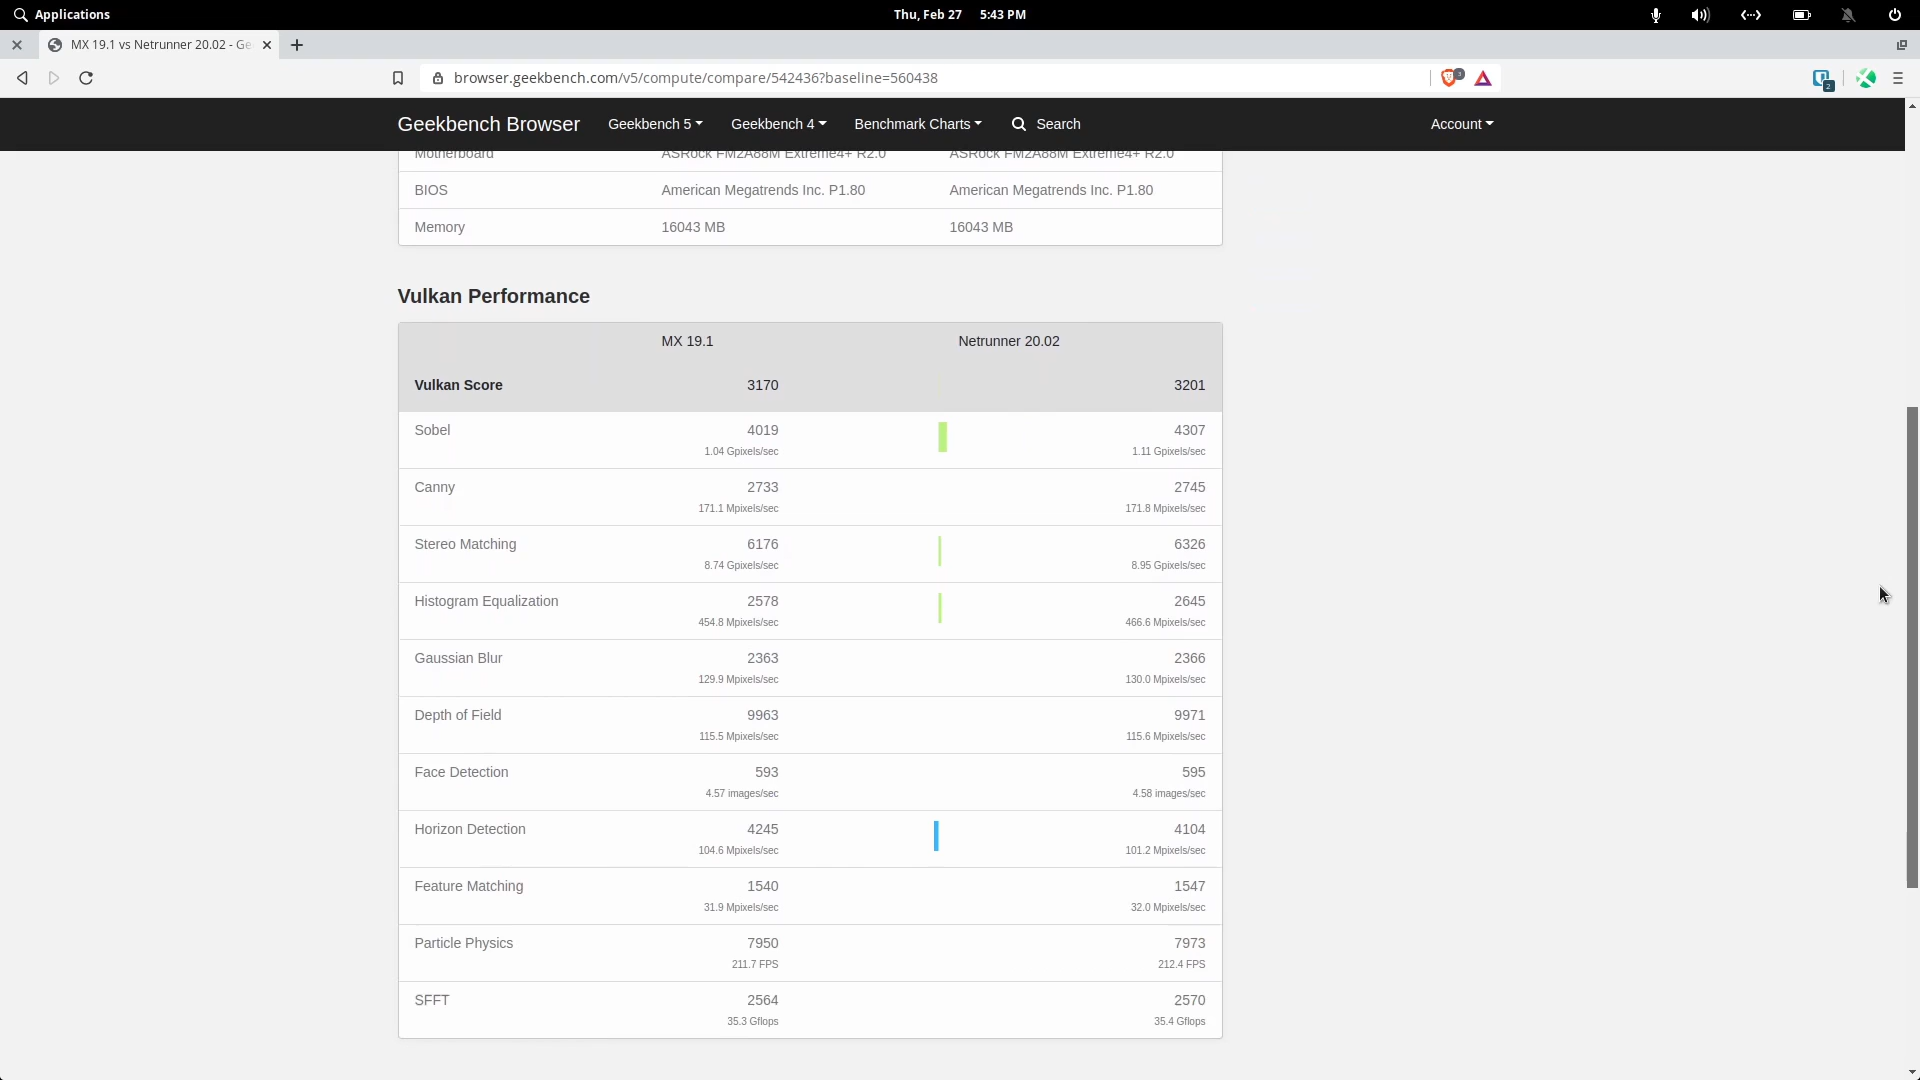 Applications
Thu, Feb 27 5:43 PM
MX 19.1 vs Netrunner 20.02 - Ge
browser.geekbench.com/v5/compute/compare/542436?baseline=560438
3
2
Geekbench Browser Geekbench 5 Geekbench 4 Benchmark Charts Search Account
Motherboard ASRock FM2A88M Extreme4+ R2.0 ASRock FM2A88M Extreme4+ R2.0
BIOS American Megatrends Inc. P1.80 American Megatrends Inc. P1.80
Memory 16043 MB 16043 MB
Vulkan Performance
MX 19.1 Netrunner 20.02
Vulkan Score 3170 3201
Sobel 4019 4307
1.04 Gpixels/sec 1.11 Gpixels/sec
Canny 2733 2745
171.1 Mpixels/sec 171.8 Mpixels/sec
Stereo Matching 6176 6326
8.74 Gpixels/sec 8.95 Gpixels/sec
Histogram Equalization 2578 2645
454.8 Mpixels/sec 466.6 Mpixels/sec
Gaussian Blur 2363 2366
129.9 Mpixels/sec 130.0 Mpixels/sec
Depth of Field 9963 9971
115.5 Mpixels/sec 115.6 Mpixels/sec
Face Detection 593 595
4.57 images/sec 4.58 images/sec
Horizon Detection 4245 4104
104.6 Mpixels/sec 101.2 Mpixels/sec
Feature Matching 1540 1547
31.9 Mpixels/sec 32.0 Mpixels/sec
Particle Physics 7950 7973
211.7 FPS 212.4 FPS
SFFT 2564 2570
35.3 Gflops 35.4 Gflops